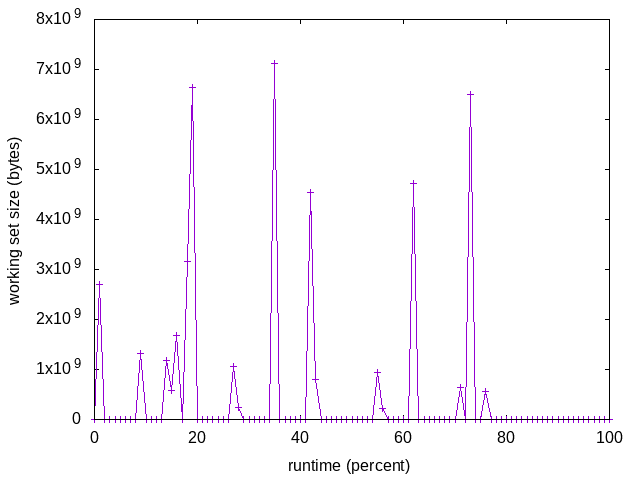 8x10^9
7x10^9
6x10^9
5x10^9
4x10^9
3x10^9
2x10^9
1x10^9
0
working set size (bytes)
0 20 40 60 80 100
runtime (percent)